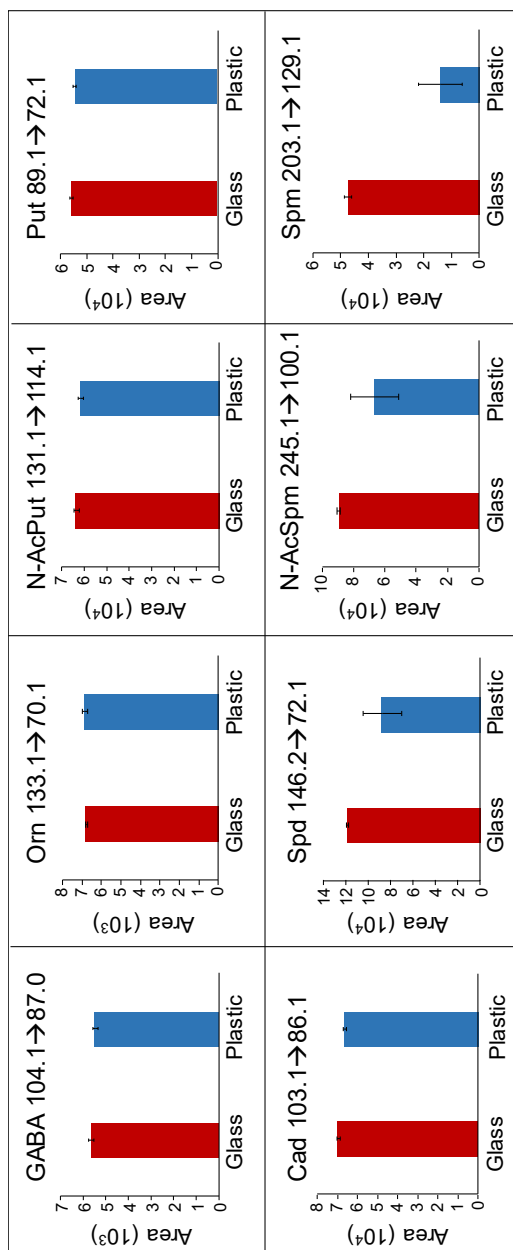 GABA 104.1→87.0
Area (10³)
7
6
5
4
3
2
1
0
Glass
Plastic
Orn 133.1→70.1
Area (10³)
8
7
6
5
4
3
2
1
0
Glass
Plastic
N-AcPut 131.1→114.1
Area (10⁴)
7
6
5
4
3
2
1
0
Glass
Plastic
Put 89.1→72.1
Area (10⁴)
6
5
4
3
2
1
0
Glass
Plastic
Cad 103.1→86.1
Area (10⁴)
8
7
6
5
4
3
2
1
0
Glass
Plastic
Spd 146.2→72.1
Area (10⁴)
14
12
10
8
6
4
2
0
Glass
Plastic
N-AcSpm 245.1→100.1
Area (10⁴)
10
8
6
4
2
0
Glass
Plastic
Spm 203.1→129.1
Area (10⁴)
6
5
4
3
2
1
0
Glass
Plastic